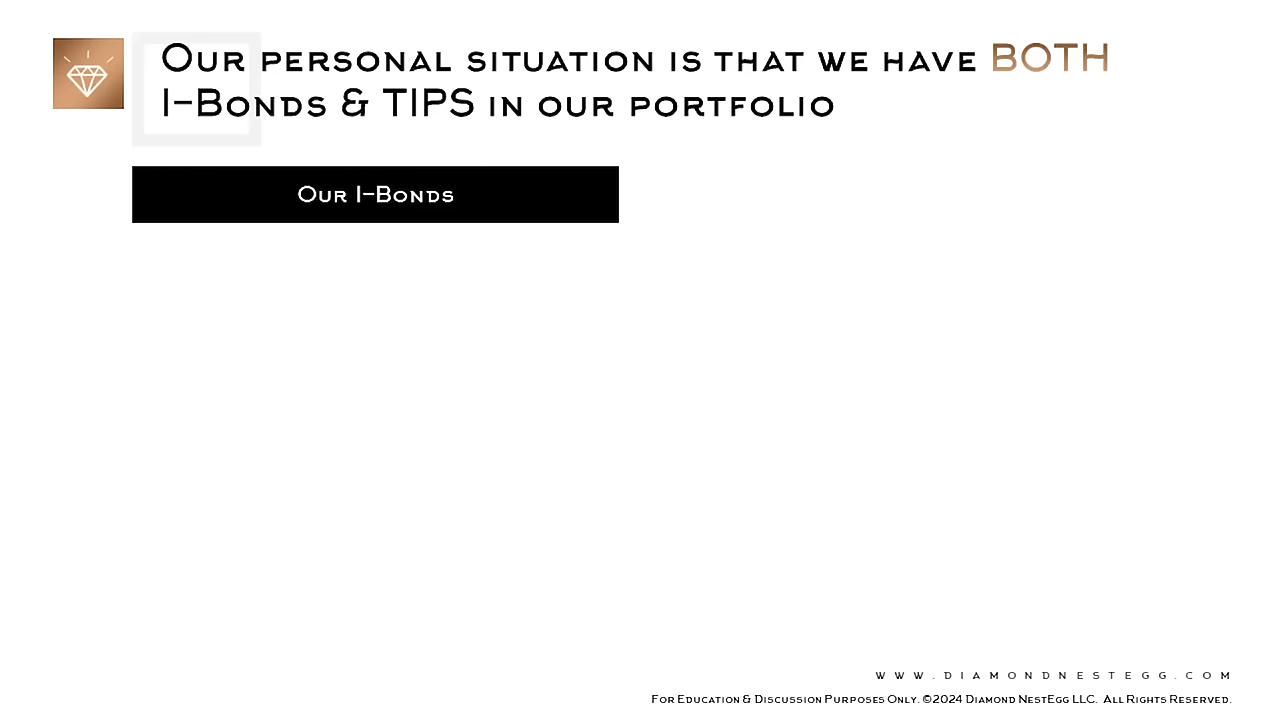 Our personal situation is that we have BOTH
I-Bonds & TIPS in our portfolio
Our I-Bonds
www.diamondnestegg.com
For Education & Discussion Purposes Only. ©2024 Diamond NestEgg LLC. All Rights Reserved.